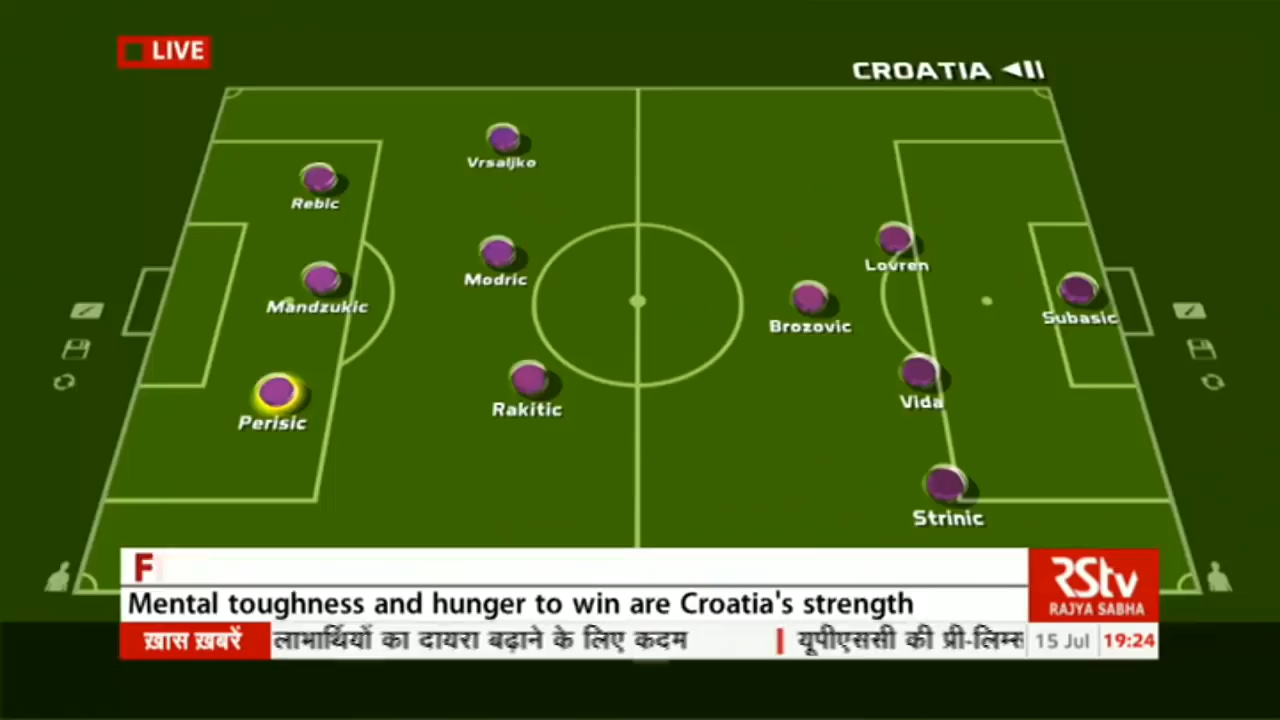 LIVE
CROATIA
Vrsaljko
Rebic
Lovren
Modric
Mandzukic
Subasic
Brozovic
Vida
Rakitic
Perisic
Strinic
F
Mental toughness and hunger to win are Croatia's strength
RStv
RAJYA SABHA
ख़ास ख़बरें लाभार्थियों का दायरा बढ़ाने के लिए कदम | यूपीएससी की प्री-लिम्स 15 Jul 19:24